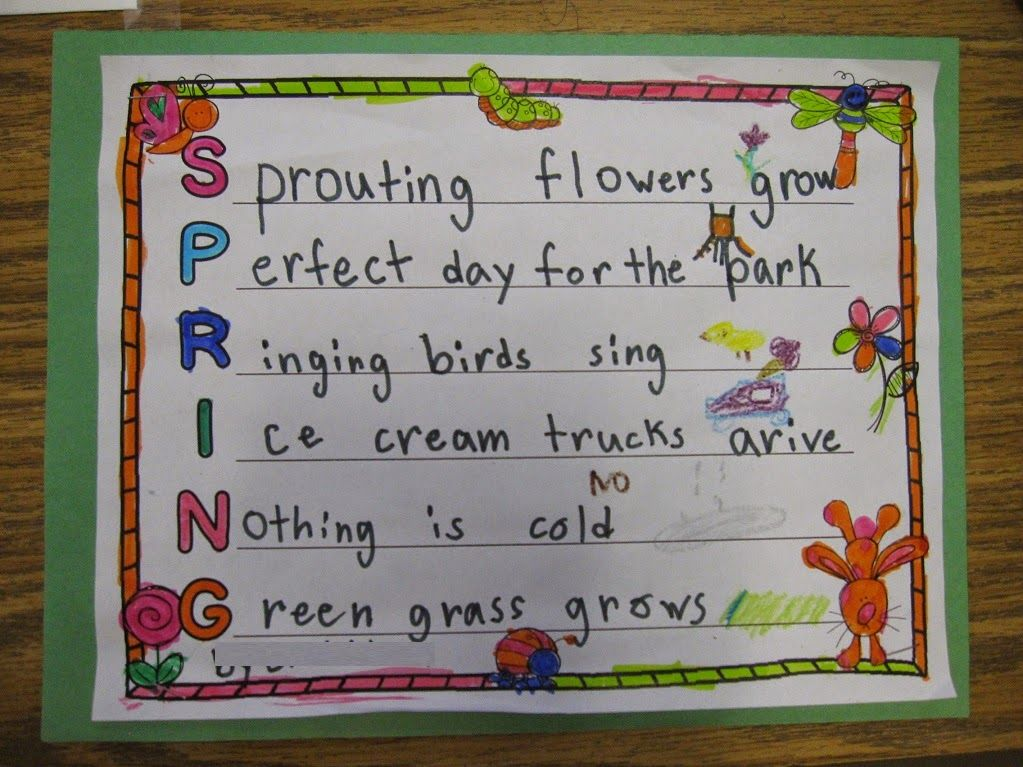 Sprouting flowers grow
Perfect day for the park
Ringing birds sing
Ice cream trucks arive
NO
Nothing is cold
Green grass grows